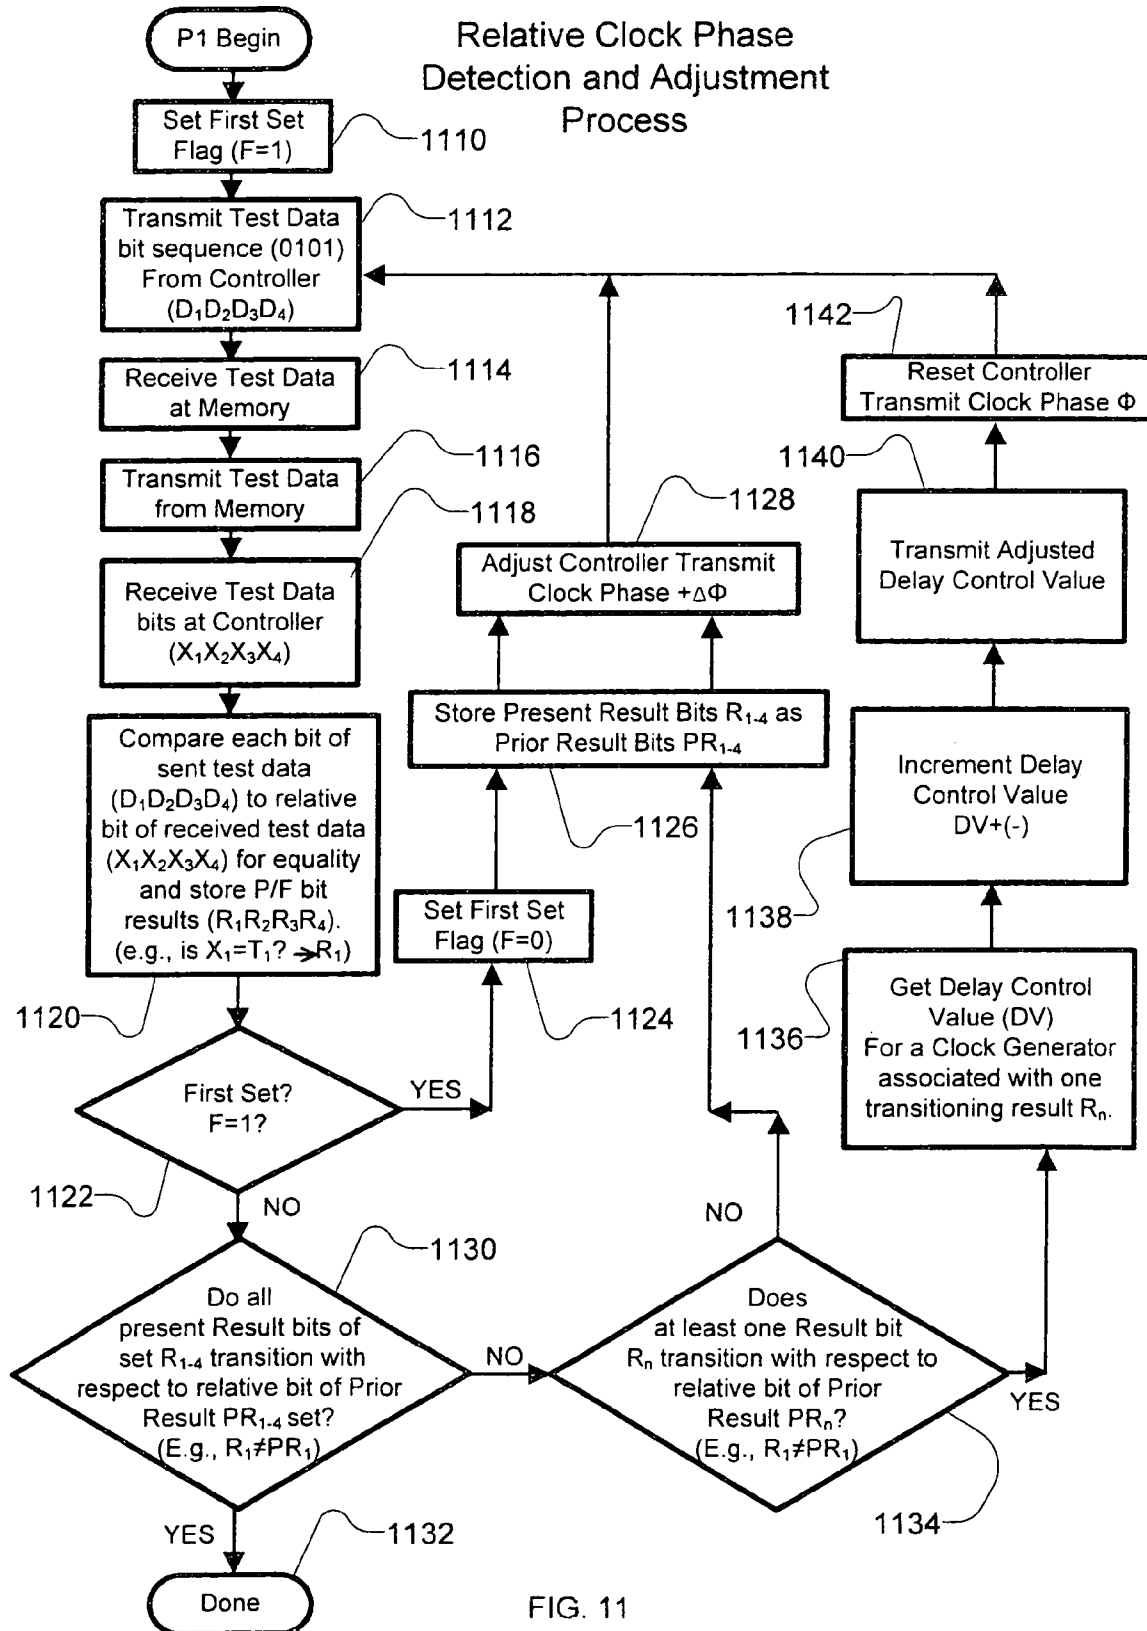 P1 Begin
Relative Clock Phase
Detection and Adjustment
Process
Set First Set
Flag (F=1)
1110
Transmit Test Data
bit sequence (0101)
From Controller
(D₁D₂D₃D₄)
1112
Receive Test Data
at Memory
1114
Transmit Test Data
from Memory
1116
Receive Test Data
bits at Controller
(X₁X₂X₃X₄)
1118
Compare each bit of
sent test data
(D₁D₂D₃D₄) to relative
bit of received test data
(X₁X₂X₃X₄) for equality
and store P/F bit
results (R₁R₂R₃R₄).
(e.g., is X₁=T₁? →R₁)
1120
First Set?
F=1?
YES
1122
NO
Set First Set
Flag (F=0)
1124
Store Present Result Bits R₁₋₄ as
Prior Result Bits PR₁₋₄
1126
Adjust Controller Transmit
Clock Phase +ΔΦ
1128
Do all
present Result bits of
set R₁₋₄ transition with
respect to relative bit of Prior
Result PR₁₋₄ set?
(E.g., R₁≠PR₁)
1130
NO
YES
Done
1132
Does
at least one Result bit
Rₙ transition with respect to
relative bit of Prior
Result PRₙ?
(E.g., R₁≠PR₁)
1134
NO
YES
Get Delay Control
Value (DV)
For a Clock Generator
associated with one
transitioning result Rₙ.
1136
Increment Delay
Control Value
DV+(-)
1138
Transmit Adjusted
Delay Control Value
1140
Reset Controller
Transmit Clock Phase Φ
1142
FIG. 11